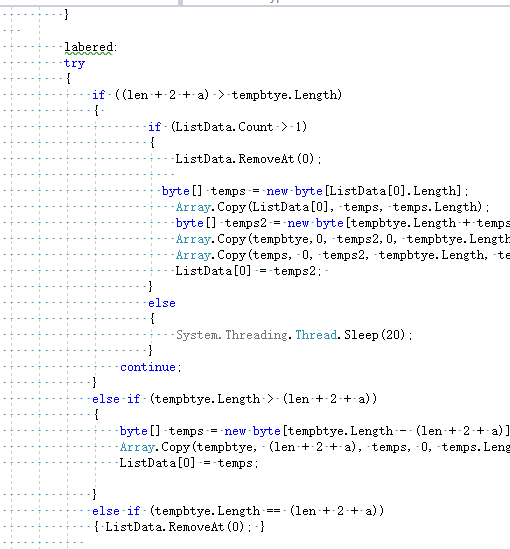 }
labered:
try
{
if ((len + 2 + a) > tempbtye.Length)
{
if (ListData.Count > 1)
{
ListData.RemoveAt(0);
byte[] temps = new byte[ListData[0].Length];
Array.Copy(ListData[0], temps, temps.Length);
byte[] temps2 = new byte[tempbtye.Length + temps
Array.Copy(tempbtye,0, temps2,0, tempbtye.Length
Array.Copy(temps, 0, temps2, tempbtye.Length, te
ListData[0] = temps2;
}
else
{
System.Threading.Thread.Sleep(20);
}
continue;
}
else if (tempbtye.Length > (len + 2 + a))
{
byte[] temps = new byte[tempbtye.Length - (len + 2 + a)]
Array.Copy(tempbtye, (len + 2 + a), temps, 0, temps.Leng
ListData[0] = temps;
}
else if (tempbtye.Length == (len + 2 + a))
{ ListData.RemoveAt(0); }